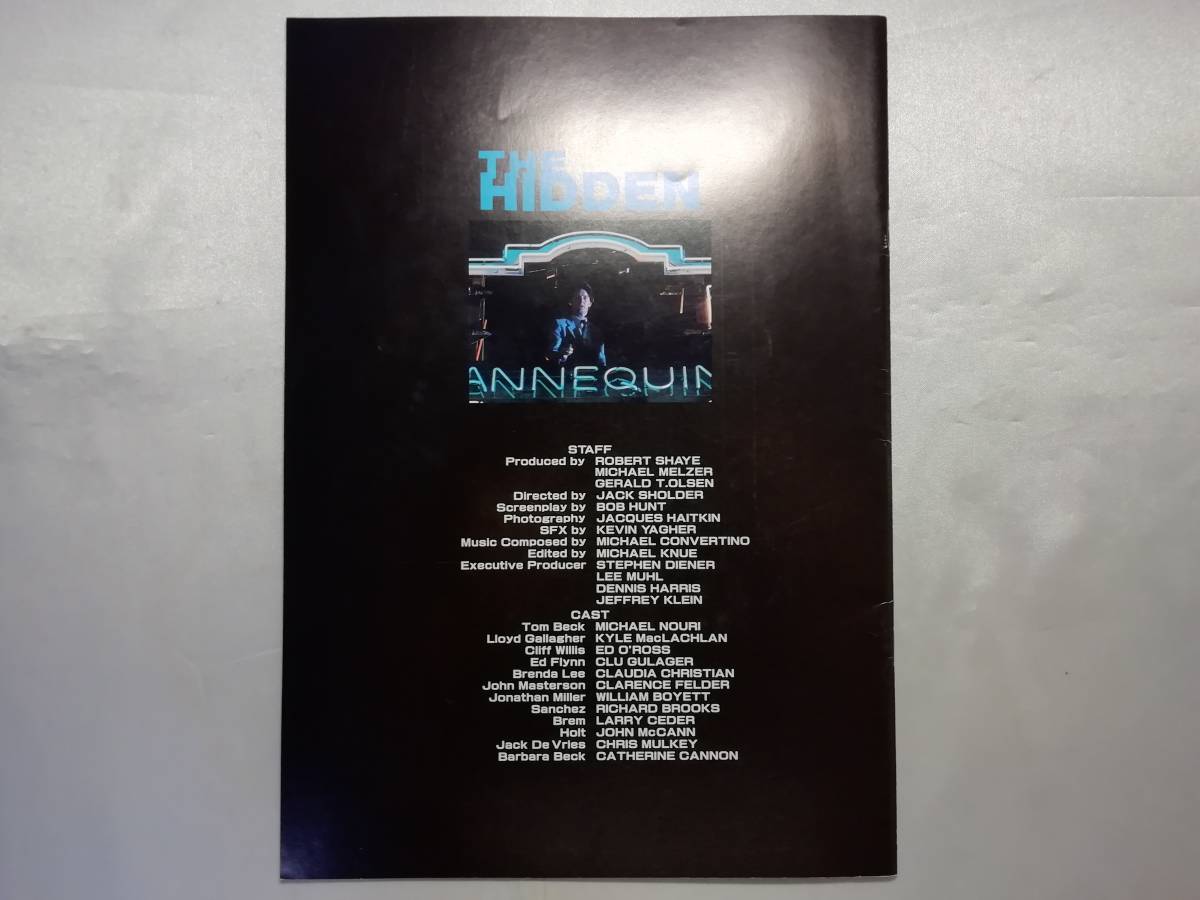 THE
HIDDEN
ANNEQUIN
STAFF
Produced by ROBERT SHAYE
MICHAEL MELZER
GERALD T.OLSEN
Directed by JACK SHOLDER
Screenplay by BOB HUNT
Photography JACQUES HAITKIN
SFX by KEVIN YAGHER
Music Composed by MICHAEL CONVERTINO
Edited by MICHAEL KNUE
Executive Producer STEPHEN DIENER
LEE MUHL
DENNIS HARRIS
JEFFREY KLEIN
CAST
Tom Beck MICHAEL NOURI
Lloyd Gallagher KYLE MacLACHLAN
Cliff Willis ED O'ROSS
Ed Flynn CLU GULAGER
Brenda Lee CLAUDIA CHRISTIAN
John Masterson CLARENCE FELDER
Jonathan Miller WILLIAM BOYETT
Sanchez RICHARD BROOKS
Brem LARRY CEDER
Holt JOHN McCANN
Jack De Vries CHRIS MULKEY
Barbara Beck CATHERINE CANNON